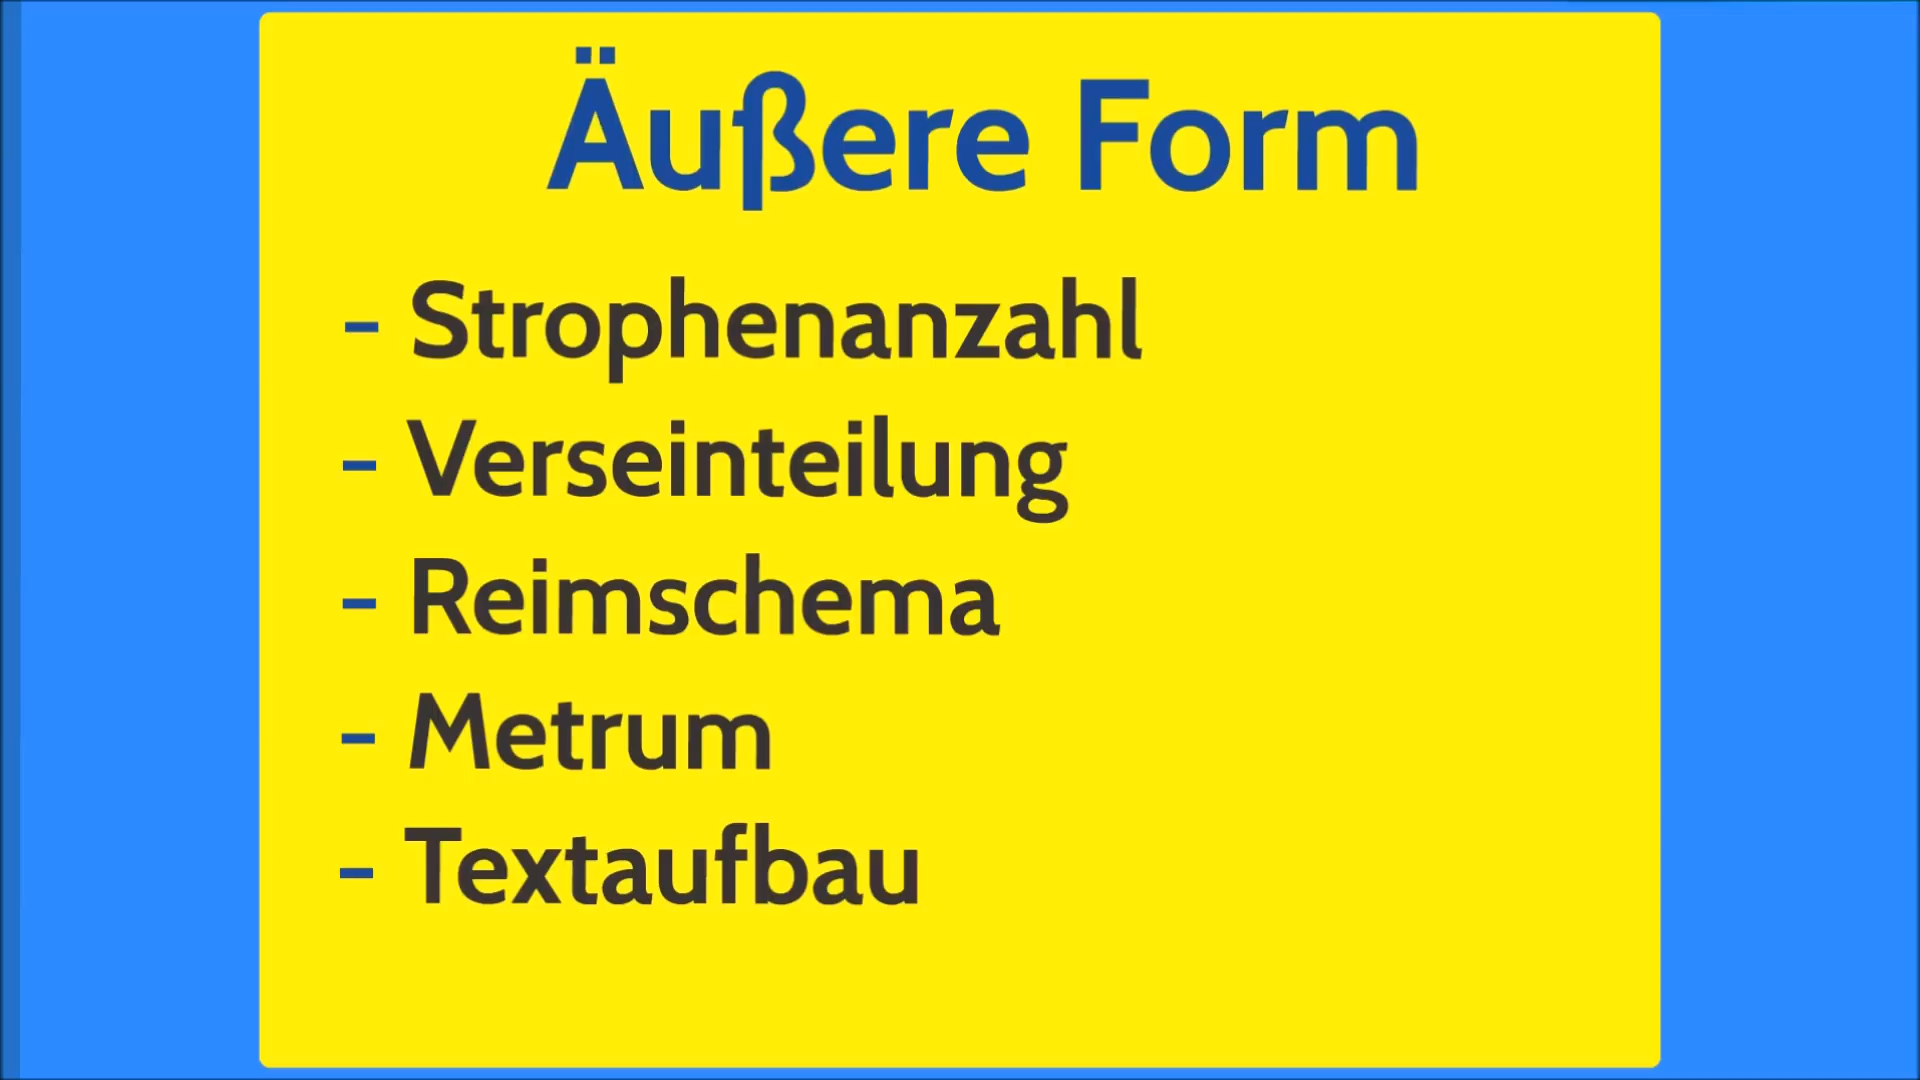 Äußere Form
- Strophenanzahl
- Verseinteilung
- Reimschema
- Metrum
- Textaufbau